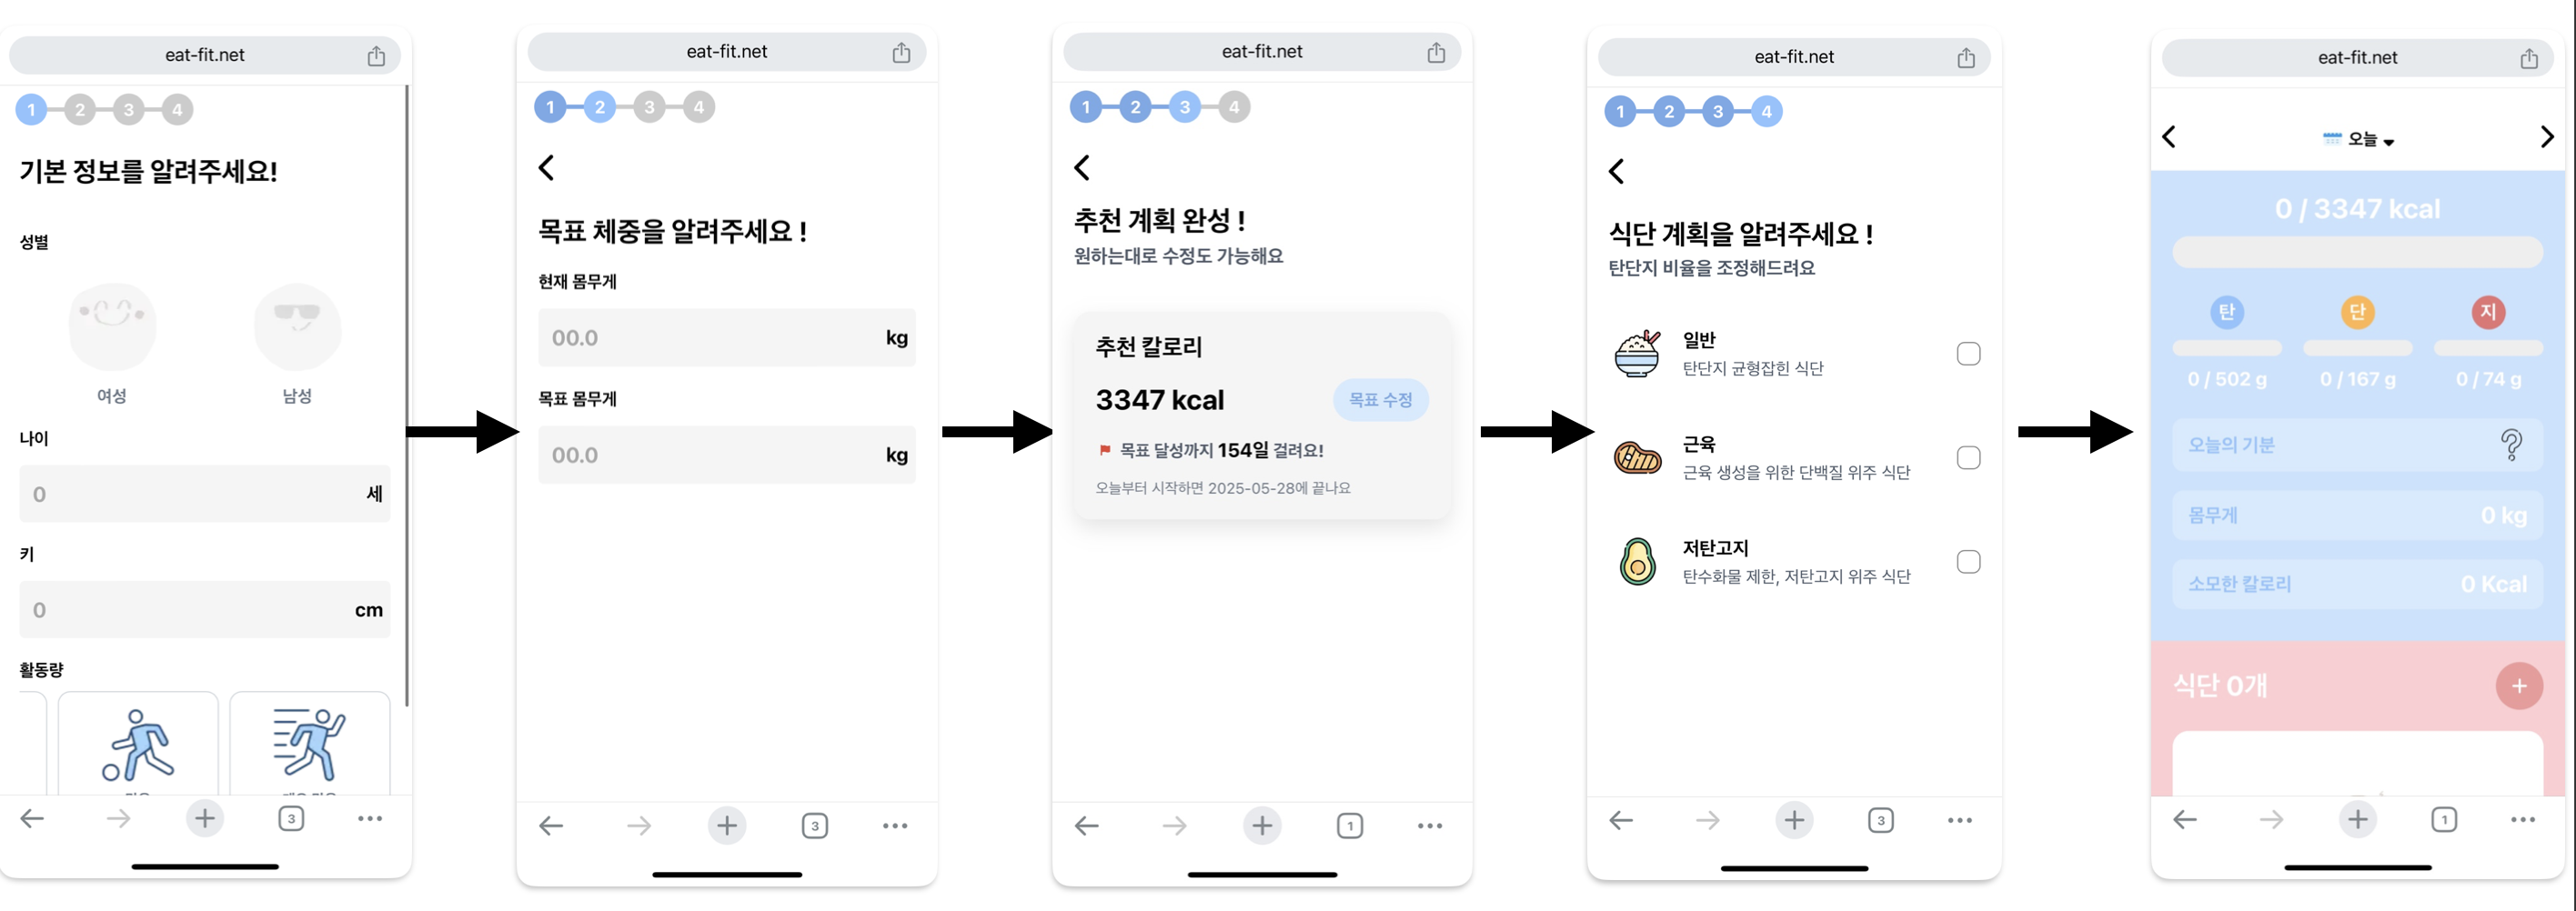 eat-fit.net
1 2 3 4
기본 정보를 알려주세요!
성별
여성 남성
나이
0 세
키
0 cm
활동량
3
eat-fit.net
1 2 3 4
목표 체중을 알려주세요 !
현재 몸무게
00.0 kg
목표 몸무게
00.0 kg
3
eat-fit.net
1 2 3 4
추천 계획 완성 !
원하는대로 수정도 가능해요
추천 칼로리
3347 kcal 목표 수정
목표 달성까지 154일 걸려요!
오늘부터 시작하면 2025-05-28에 끝나요
1
eat-fit.net
1 2 3 4
식단 계획을 알려주세요 !
탄단지 비율을 조정해드려요
일반
탄단지 균형잡힌 식단
근육
근육 생성을 위한 단백질 위주 식단
저탄고지
탄수화물 제한, 저탄고지 위주 식단
3
eat-fit.net
오늘
0 / 3347 kcal
탄 단 지
0 / 502 g 0 / 167 g 0 / 74 g
오늘의 기분 ?
몸무게 0 kg
소모한 칼로리 0 Kcal
식단 0개 +
1